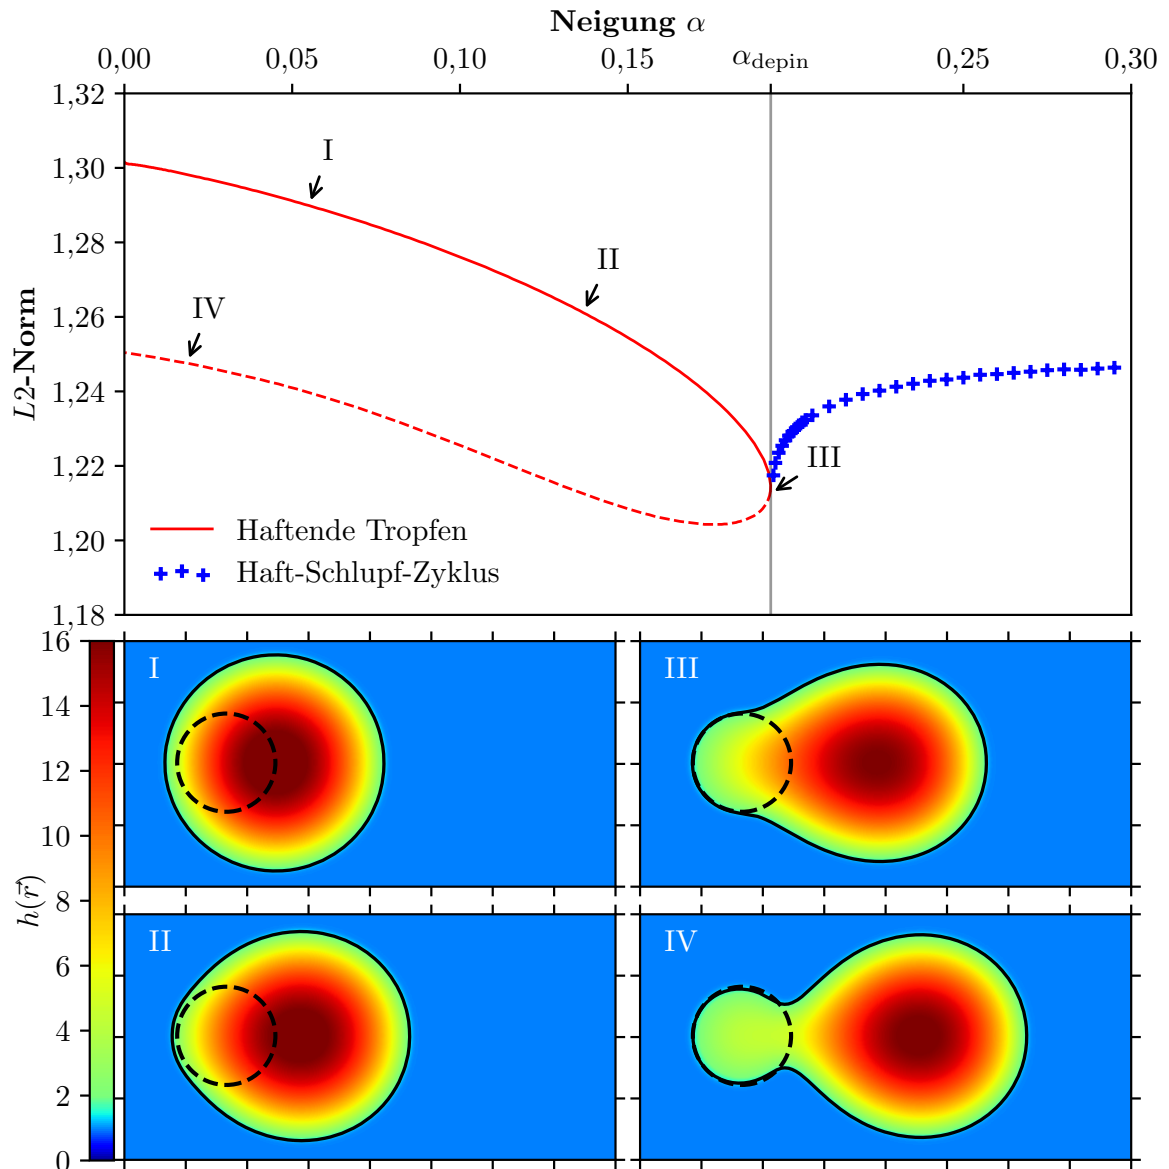 Neigung α
0,00 0,05 0,10 0,15 α_depin 0,25 0,30
1,32
1,30
1,28
1,26
1,24
1,22
1,20
1,18
L2-Norm
I
II
IV
III
Haftende Tropfen
Haft-Schlupf-Zyklus
16
14
12
10
8
6
4
2
0
h(r⃗)
I
III
II
IV